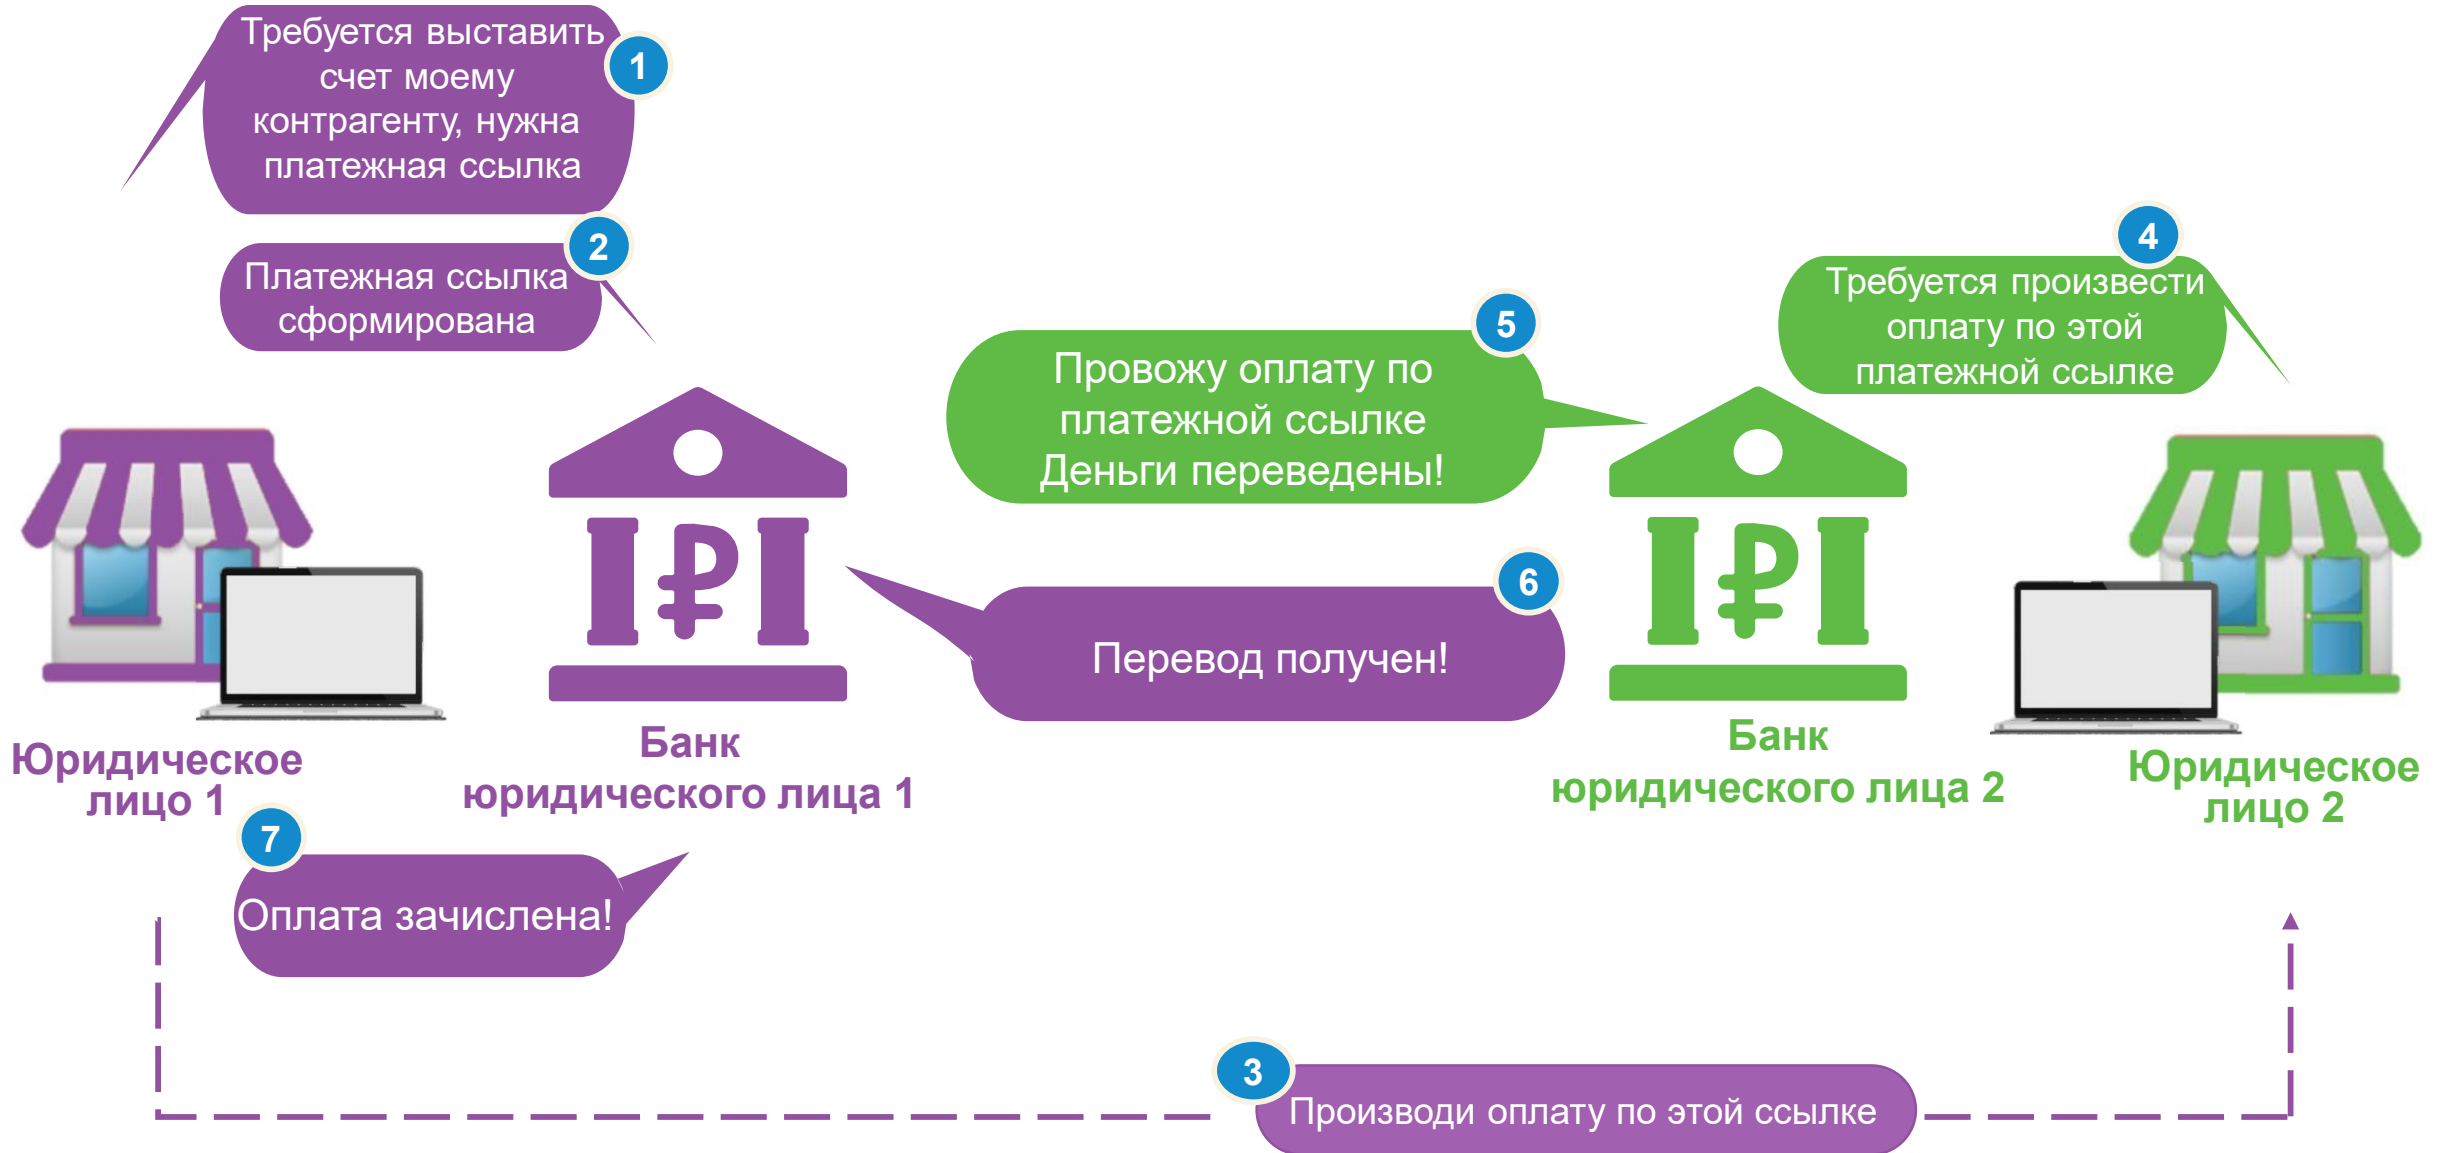 Требуется выставить
счет моему
контрагенту, нужна
платежная ссылка
1
2
Платежная ссылка
сформирована
4
Требуется произвести
оплату по этой
платежной ссылке
5
Провожу оплату по
платежной ссылке
Деньги переведены!
6
Перевод получен!
Юридическое
лицо 1
Банк
юридического лица 1
Банк
юридического лица 2
Юридическое
лицо 2
7
Оплата зачислена!
3
Производи оплату по этой ссылке